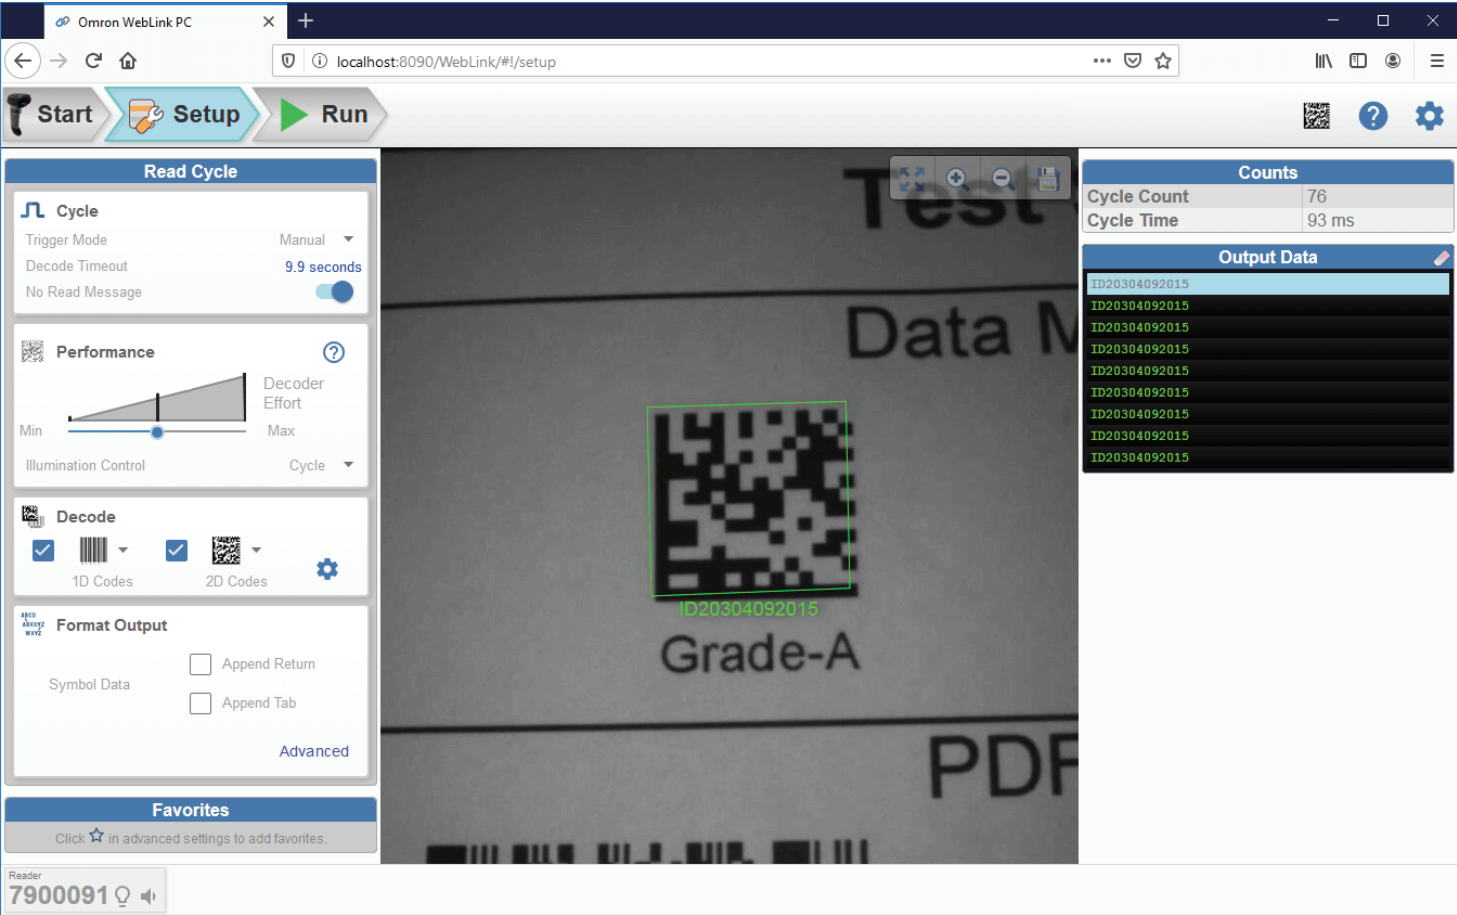 Omron WebLink PC
localhost:8090/WebLink/#!/setup
Start
Setup
Run
Read Cycle
Cycle
Trigger Mode Manual
Decode Timeout 9.9 seconds
No Read Message
Performance
Decoder
Effort
Min Max
Illumination Control Cycle
Decode
1D Codes 2D Codes
ABCD
WXYZ
Format Output
Append Return
Symbol Data
Append Tab
Advanced
Favorites
Click in advanced settings to add favorites.
Reader
7900091
Test
Data M
ID20304092015
Grade-A
PDF
Counts
Cycle Count 76
Cycle Time 93 ms
Output Data
ID20304092015
ID20304092015
ID20304092015
ID20304092015
ID20304092015
ID20304092015
ID20304092015
ID20304092015
ID20304092015